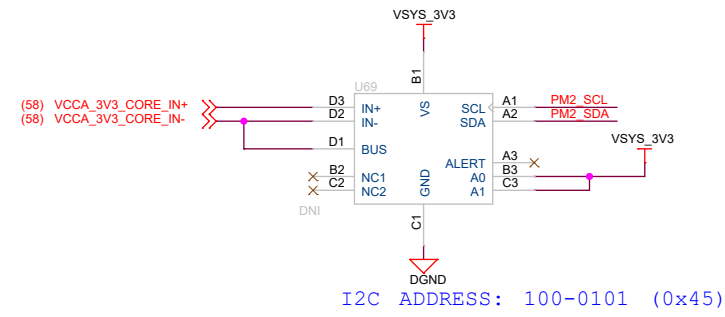 VSYS_3V3
U69
B1
(58) VCCA_3V3_CORE_IN+ D3 IN+ VS SCL A1 PM2_SCL
(58) VCCA_3V3_CORE_IN- D2 IN- SDA A2 PM2_SDA
VSYS_3V3
D1 BUS
ALERT A3
B2 NC1 A0 B3
C2 NC2 GND A1 C3
DNI
C1
DGND
I2C ADDRESS: 100-0101 (0x45)